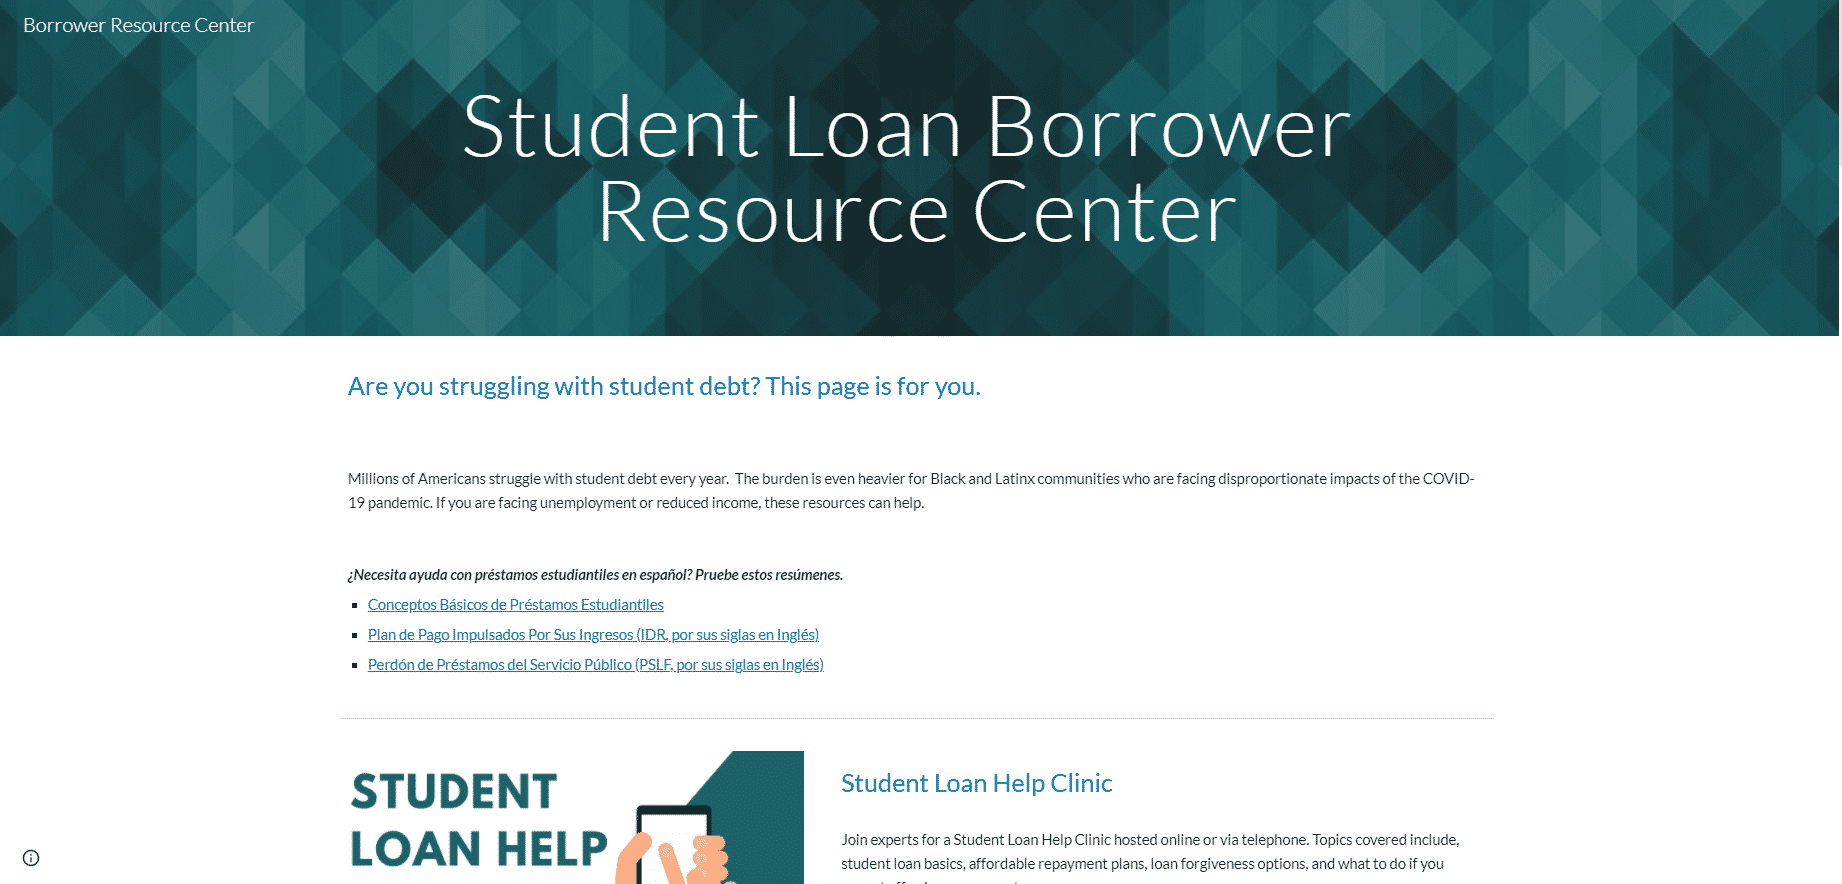 Borrower Resource Center
Student Loan Borrower
Resource Center
Are you struggling with student debt? This page is for you.
Millions of Americans struggle with student debt every year.  The burden is even heavier for Black and Latinx communities who are facing disproportionate impacts of the COVID-
19 pandemic. If you are facing unemployment or reduced income, these resources can help.
¿Necesita ayuda con préstamos estudiantiles en español? Pruebe estos resúmenes.
Conceptos Básicos de Préstamos Estudiantiles
Plan de Pago Impulsados Por Sus Ingresos (IDR, por sus siglas en Inglés)
Perdón de Préstamos del Servicio Público (PSLF, por sus siglas en Inglés)
STUDENT
LOAN HELP
Student Loan Help Clinic
Join experts for a Student Loan Help Clinic hosted online or via telephone. Topics covered include,
student loan basics, affordable repayment plans, loan forgiveness options, and what to do if you